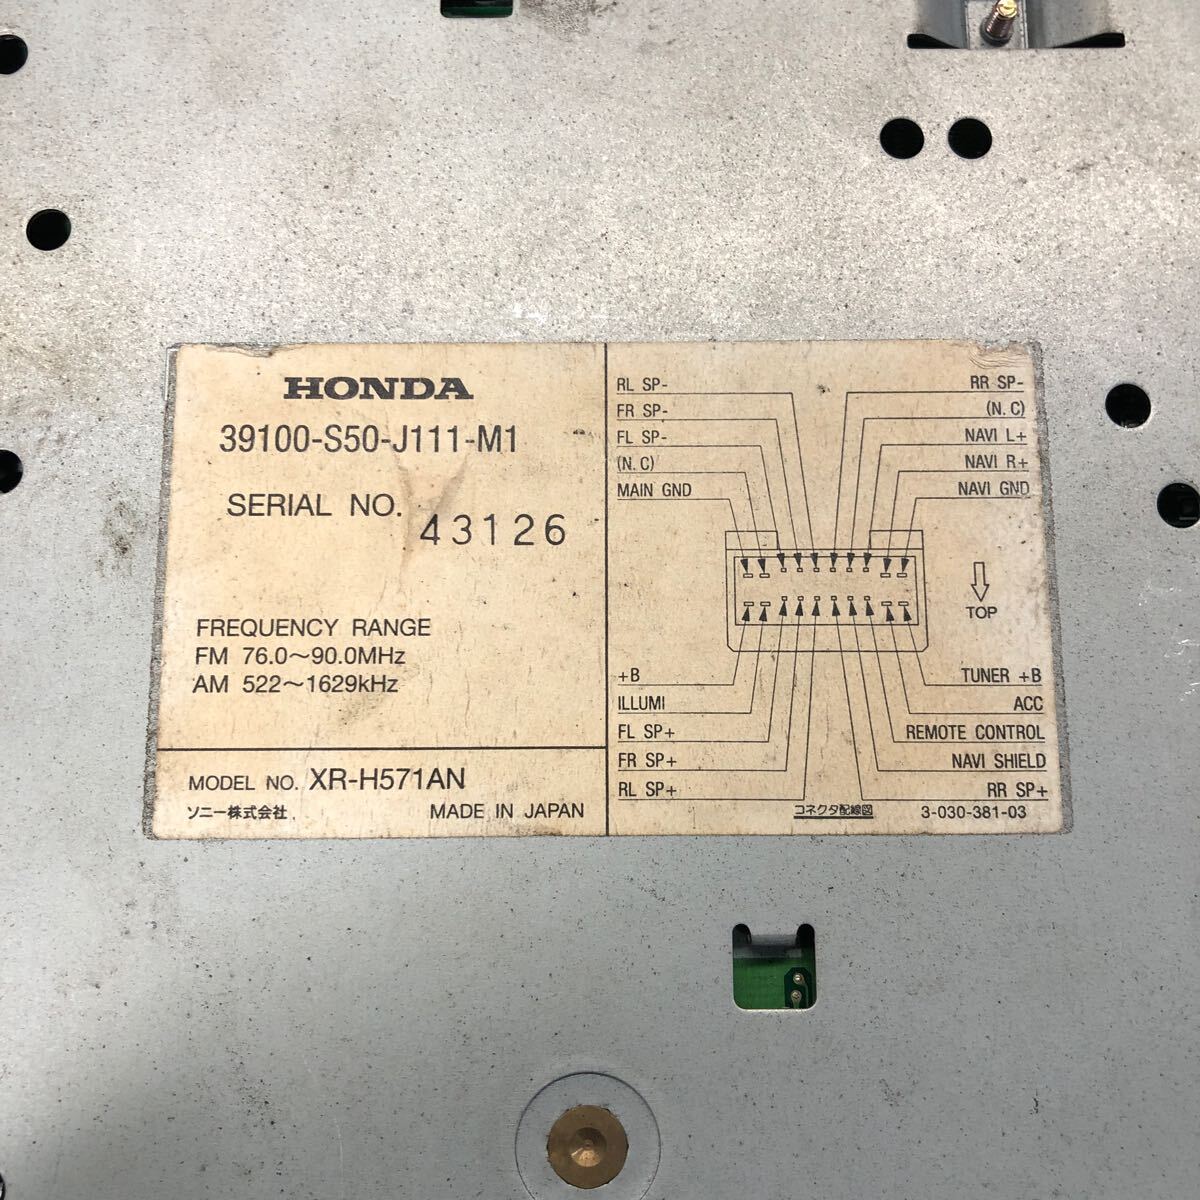 HONDA
39100-S50-J111-M1
SERIAL NO. 43126
FREQUENCY RANGE
FM 76.0～90.0MHz
AM 522～1629kHz
MODEL NO. XR-H571AN
ソニー株式会社. MADE IN JAPAN
RL SP-
FR SP-
FL SP-
(N.C)
MAIN GND
RR SP-
(N.C)
NAVI L+
NAVI R+
NAVI GND
TOP
+B
ILLUMI
FL SP+
FR SP+
RL SP+
TUNER +B
ACC
REMOTE CONTROL
NAVI SHIELD
RR SP+
コネクタ配線図 3-030-381-03